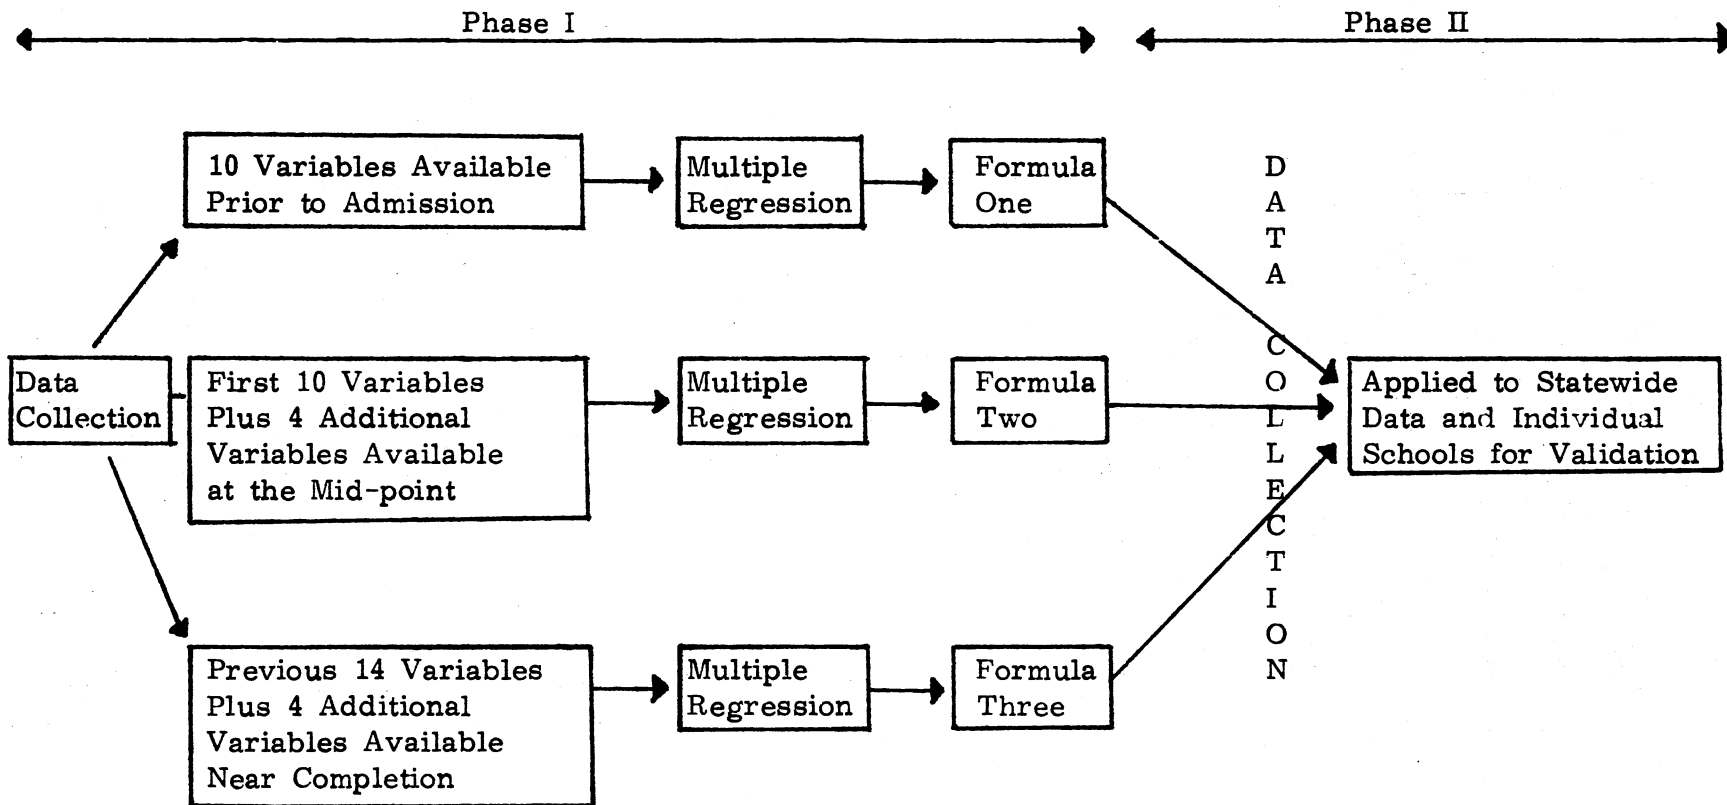 Phase I
Phase II
10 Variables Available
Prior to Admission
Multiple
Regression
Formula
One
Data
Collection
First 10 Variables
Plus 4 Additional
Variables Available
at the Mid-point
Multiple
Regression
Formula
Two
Previous 14 Variables
Plus 4 Additional
Variables Available
Near Completion
Multiple
Regression
Formula
Three
DATA COLLECTION
Applied to Statewide
Data and Individual
Schools for Validation